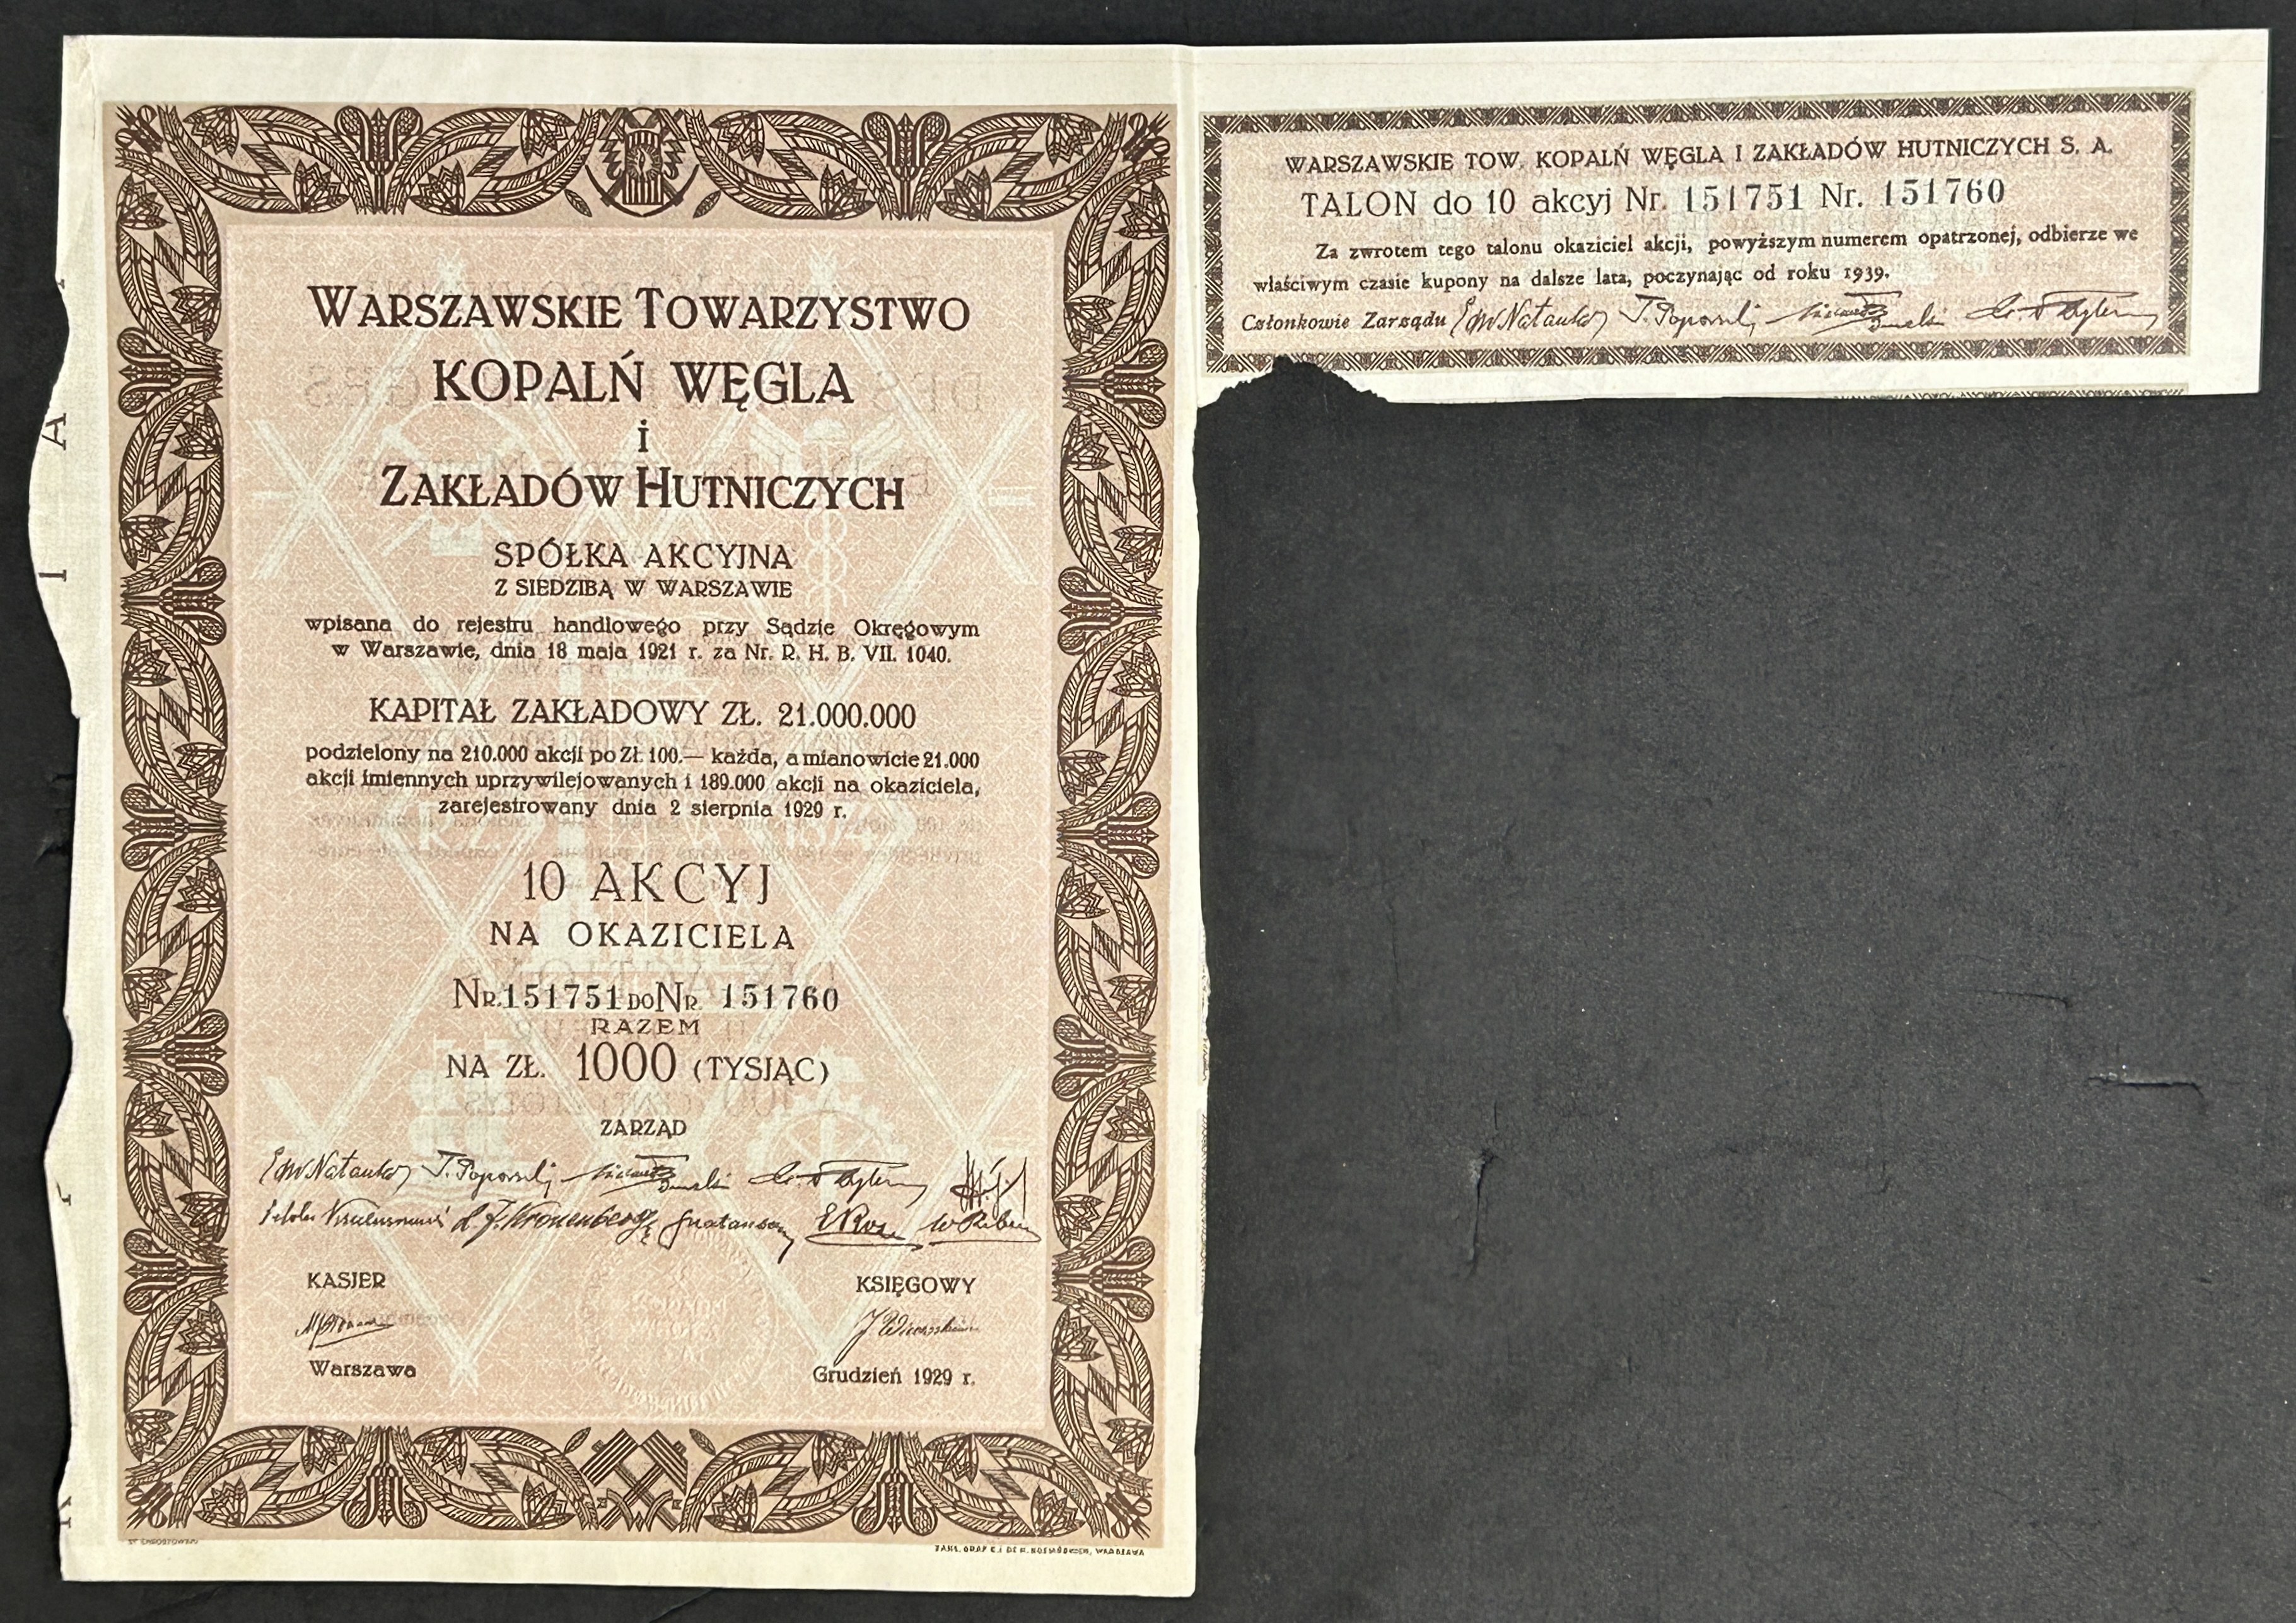 WARSZAWSKIE TOWARZYSTWO
KOPALŃ WĘGLA
i
ZAKŁADÓW HUTNICZYCH
SPÓŁKA AKCYJNA
Z SIEDZIBĄ W WARSZAWIE
wpisana do rejestru handlowego przy Sądzie Okręgowym
w Warszawie, dnia 18 maja 1921 r. za Nr. R. H. B. VII. 1040.
KAPITAŁ ZAKŁADOWY ZŁ. 21.000.000
podzielony na 210.000 akcji po Zł. 100.— każda, a mianowicie 21.000
akcji imiennych uprzywilejowanych i 189.000 akcji na okaziciela,
zarejestrowany dnia 2 sierpnia 1929 r.
10 AKCYJ
NA OKAZICIELA
NR. 151751 DO NR. 151760
RAZEM
NA ZŁ. 1000 (TYSIĄC)
ZARZĄD
KASJER
KSIĘGOWY
Warszawa
Grudzień 1929 r.
ST. CHROSTOWSKI
WARSZAWSKIE TOW. KOPALŃ WĘGLA I ZAKŁADÓW HUTNICZYCH S. A.
TALON do 10 akcyj Nr. 151751 Nr. 151760
Za zwrotem tego talonu okaziciel akcji, powyższym numerem opatrzonej, odbierze we
właściwym czasie kupony na dalsze lata, poczynając od roku 1939.
Członkowie Zarządu